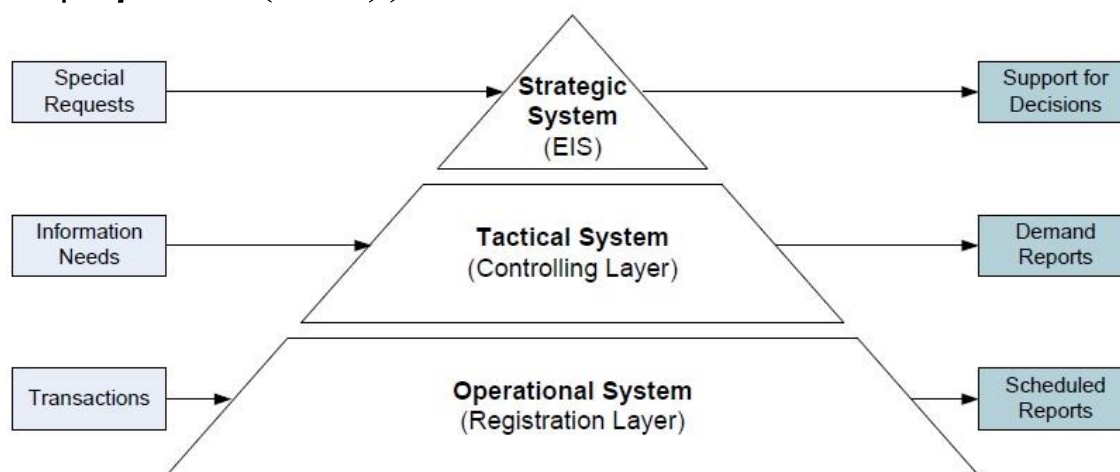 Special
Requests
Strategic
System
(EIS)
Support for
Decisions
Information
Needs
Tactical System
(Controlling Layer)
Demand
Reports
Transactions
Operational System
(Registration Layer)
Scheduled
Reports